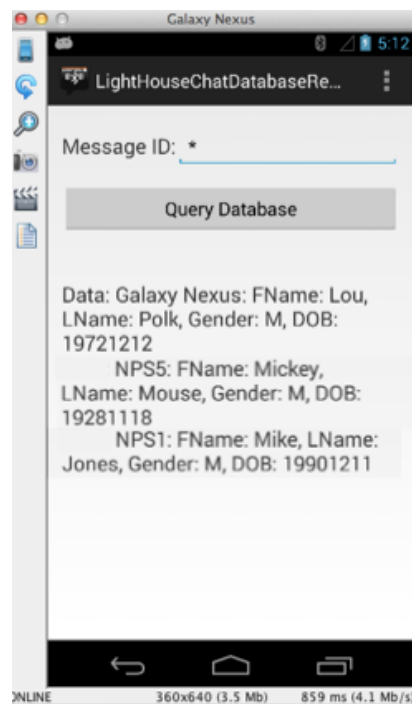 Galaxy Nexus
5:12
LightHouseChatDatabaseRe...
Message ID: *
Query Database
Data: Galaxy Nexus: FName: Lou,
LName: Polk, Gender: M, DOB:
19721212
NPS5: FName: Mickey,
LName: Mouse, Gender: M, DOB:
19281118
NPS1: FName: Mike, LName:
Jones, Gender: M, DOB: 19901211
ONLINE 360x640 (3.5 Mb) 859 ms (4.1 Mb/s)